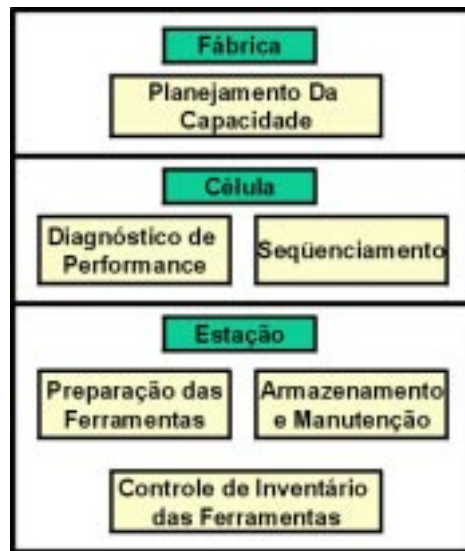 Fábrica
Planejamento Da
Capacidade
Célula
Diagnóstico de
Performance
Seqüenciamento
Estação
Preparação das
Ferramentas
Armazenamento
e Manutenção
Controle de Inventário
das Ferramentas